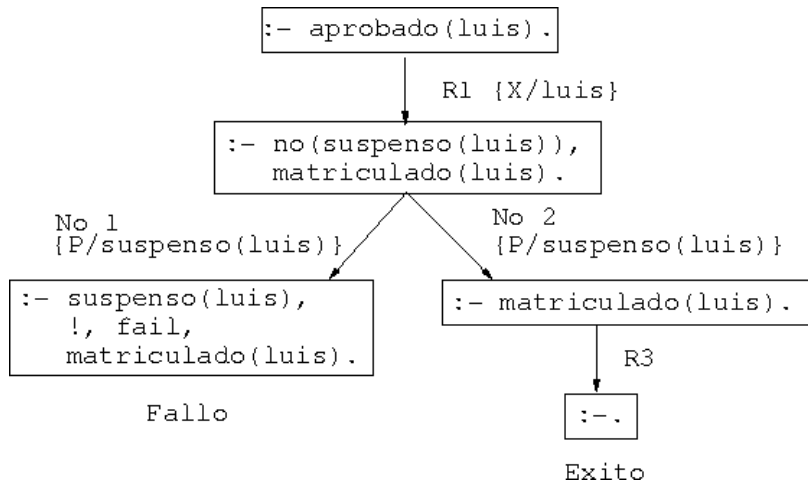 :- aprobado(luis).
R1 {X/luis}
:- no(suspenso(luis)),
matriculado(luis).
No 1
{P/suspenso(luis)}
No 2
{P/suspenso(luis)}
:- suspenso(luis),
!, fail,
matriculado(luis).
:- matriculado(luis).
R3
Fallo
:-.
Exito